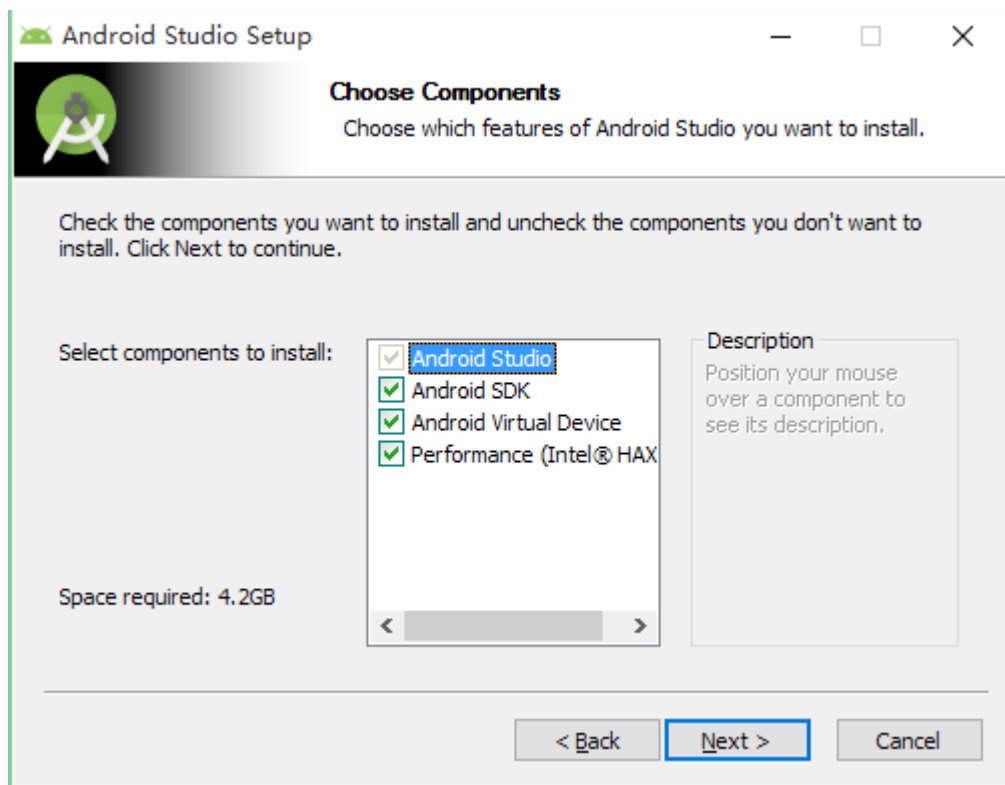 Android Studio Setup
Choose Components
Choose which features of Android Studio you want to install.
Check the components you want to install and uncheck the components you don't want to
install. Click Next to continue.
Select components to install:
Android Studio
Android SDK
Android Virtual Device
Performance (Intel® HAX
Description
Position your mouse
over a component to
see its description.
Space required: 4.2GB
< Back
Next >
Cancel